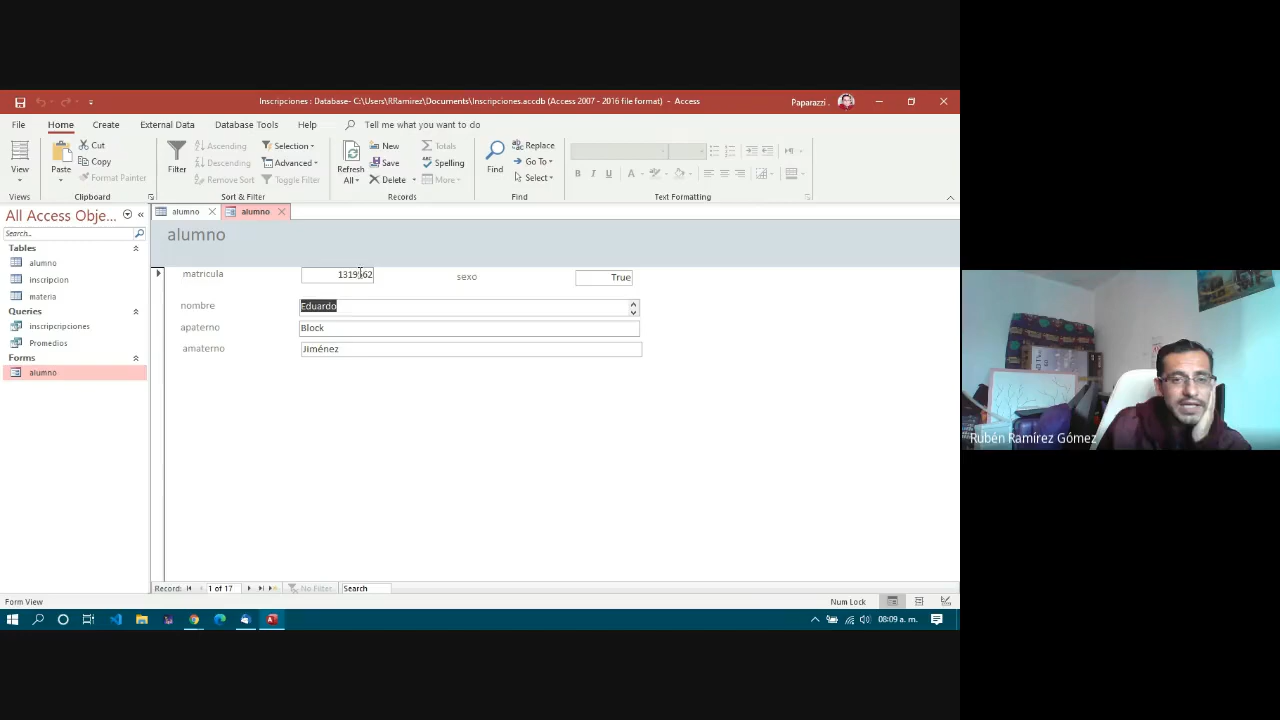 Inscripciones : Database- C:\Users\RRamirez\Documents\Inscripciones.accdb (Access 2007 - 2016 file format) - Access
Paparazzi .
File Home Create External Data Database Tools Help Tell me what you want to do
View
Views
Paste
Cut
Copy
Format Painter
Clipboard
Filter
Ascending
Descending
Remove Sort
Selection
Advanced
Toggle Filter
Sort & Filter
Refresh
All
New
Save
Delete
Totals
Spelling
More
Records
Find
Replace
Go To
Select
Find
B I U
A
Text Formatting
All Access Obje...
Search...
Tables
alumno
inscripcion
materia
Queries
inscripcripciones
Promedios
Forms
alumno
alumno
alumno
alumno
matricula
sexo True
nombre Eduardo
apaterno Block
amaterno Jiménez
Record: 1 of 17 No Filter Search
Form View
Num Lock
08:09 a. m.
Rubén Ramírez Gómez